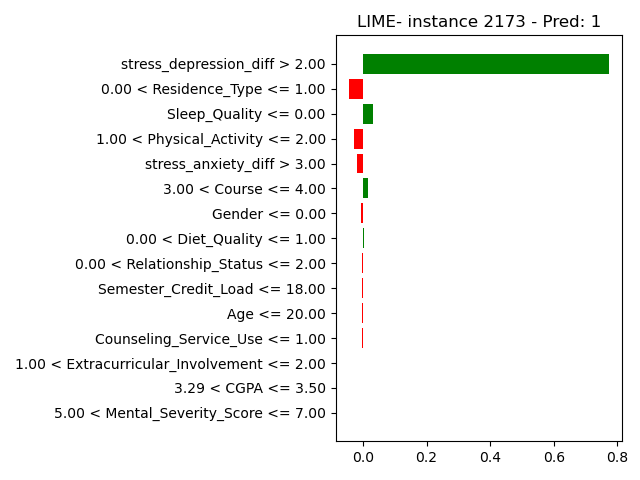 LIME- instance 2173 - Pred: 1
stress_depression_diff > 2.00
0.00 < Residence_Type <= 1.00
Sleep_Quality <= 0.00
1.00 < Physical_Activity <= 2.00
stress_anxiety_diff > 3.00
3.00 < Course <= 4.00
Gender <= 0.00
0.00 < Diet_Quality <= 1.00
0.00 < Relationship_Status <= 2.00
Semester_Credit_Load <= 18.00
Age <= 20.00
Counseling_Service_Use <= 1.00
1.00 < Extracurricular_Involvement <= 2.00
3.29 < CGPA <= 3.50
5.00 < Mental_Severity_Score <= 7.00
0.0 0.2 0.4 0.6 0.8